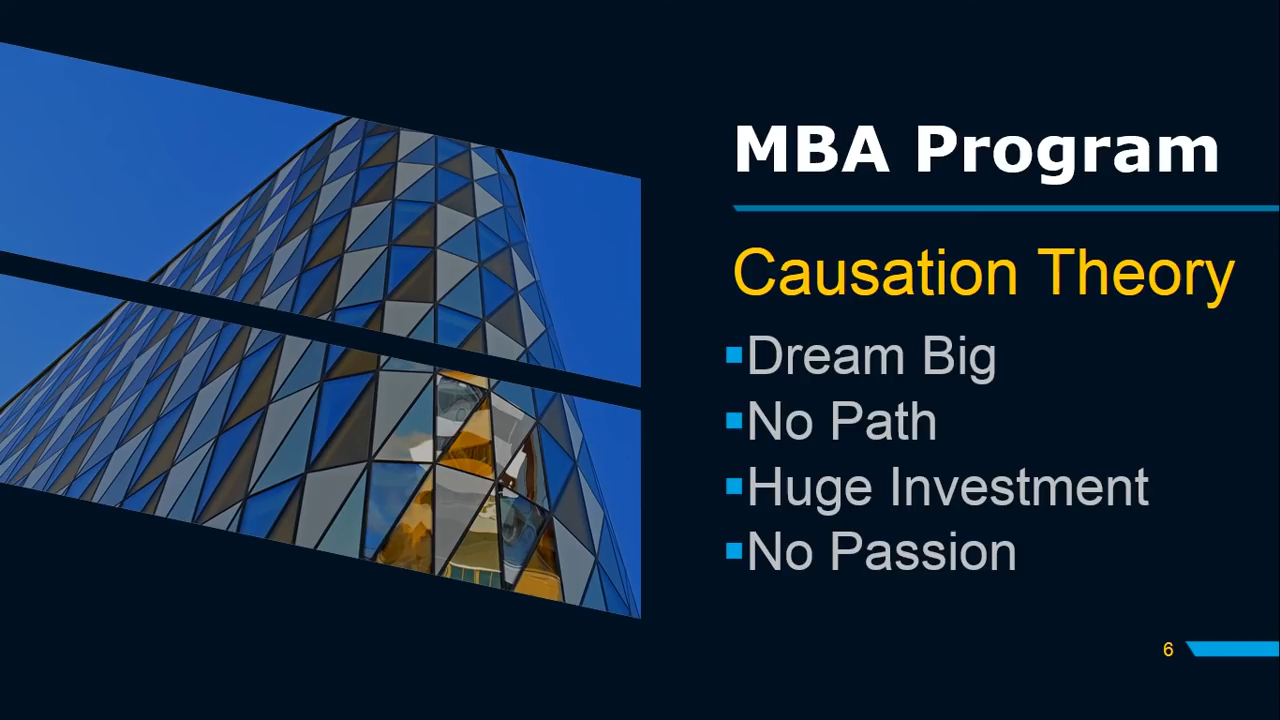 MBA Program
Causation Theory
Dream Big
No Path
Huge Investment
No Passion
6